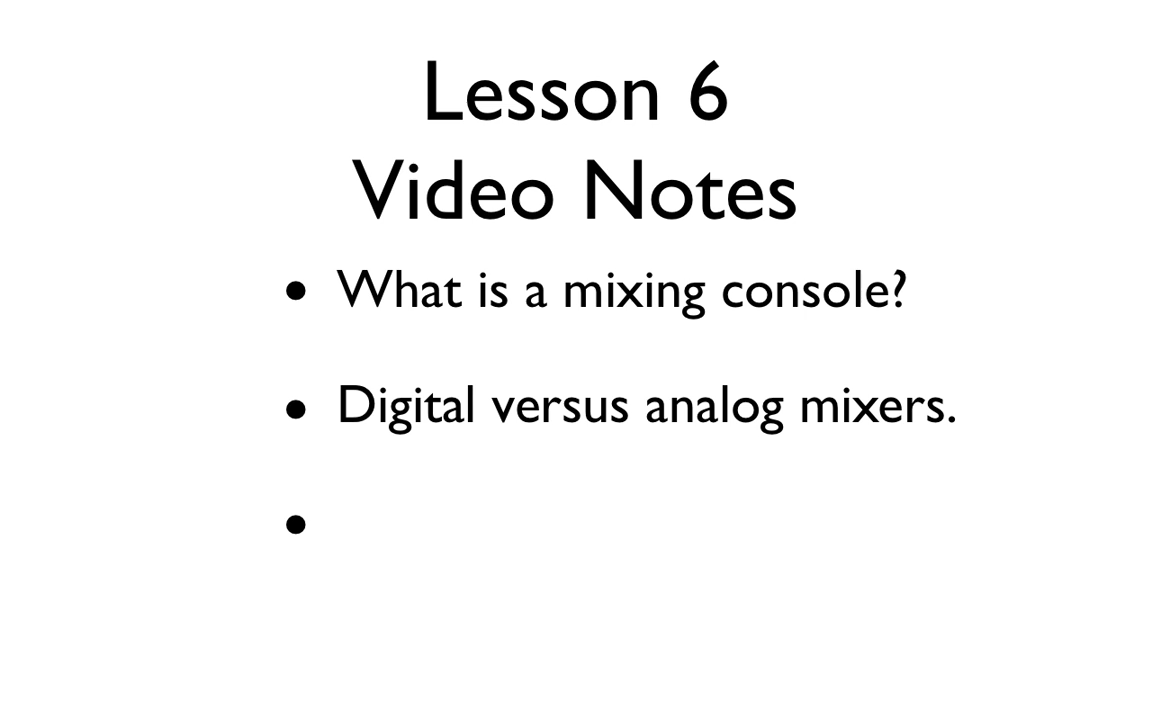 Lesson 6
Video Notes
• What is a mixing console?
• Digital versus analog mixers.
•